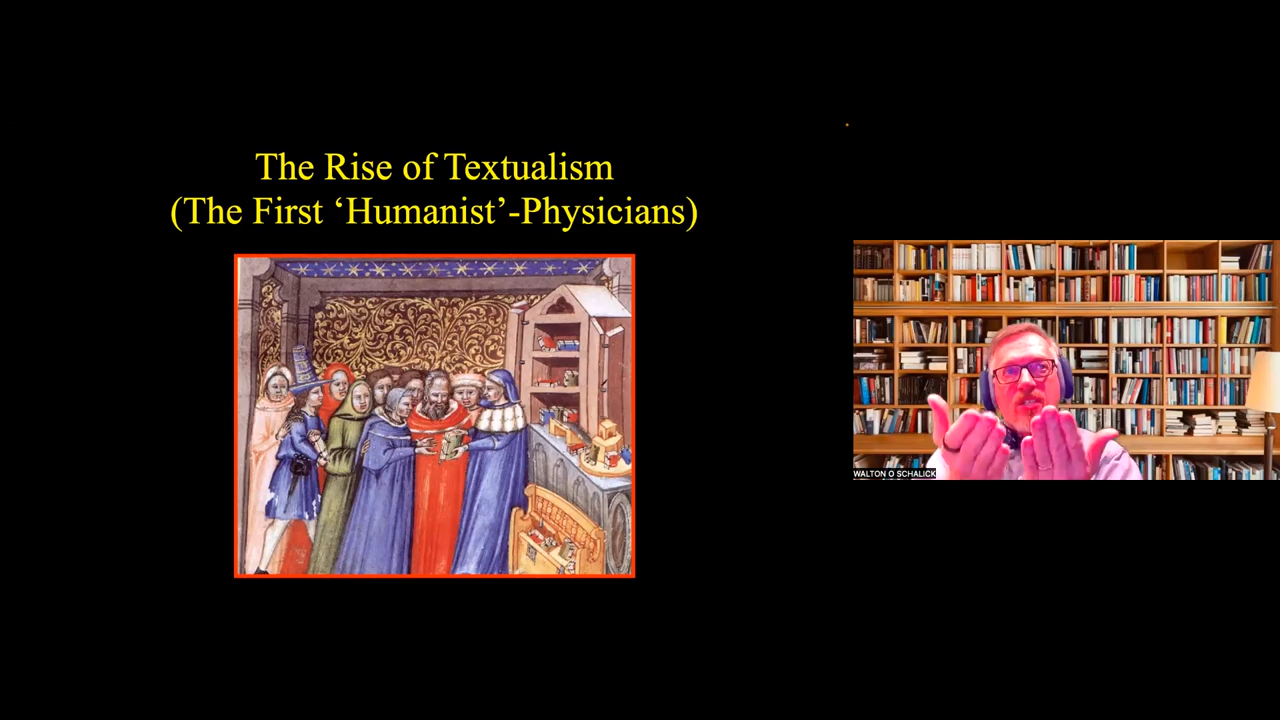 The Rise of Textualism
(The First ‘Humanist’-Physicians)
WALTON O SCHALICK